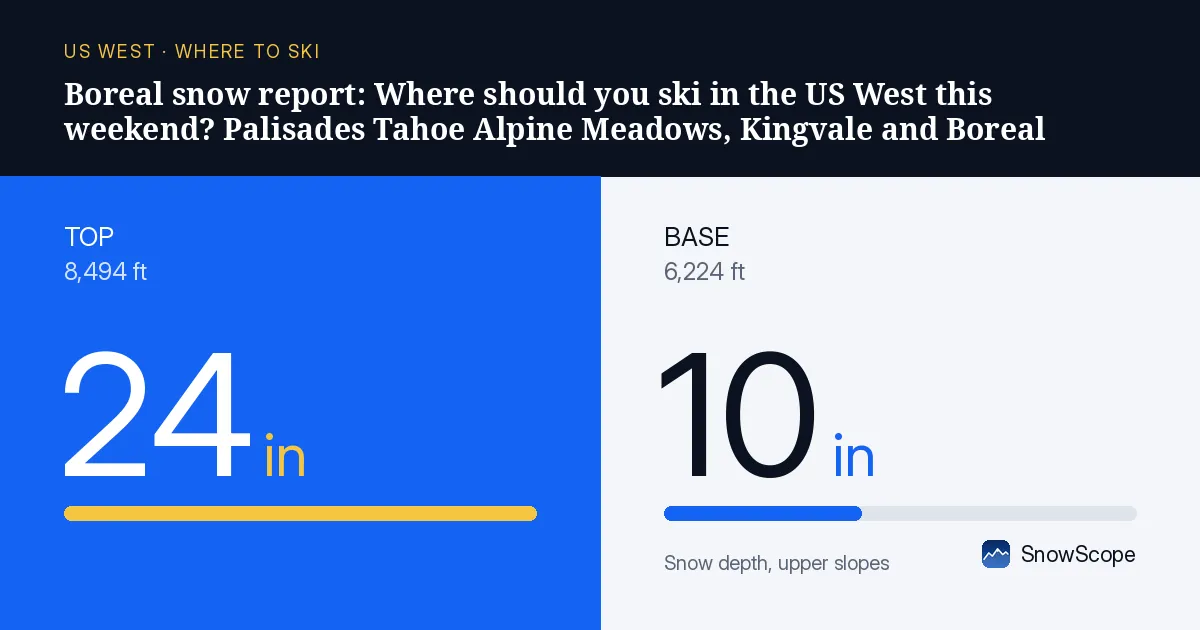 US WEST · WHERE TO SKI
Boreal snow report: Where should you ski in the US West this
weekend? Palisades Tahoe Alpine Meadows, Kingvale and Boreal
TOP
8,494 ft
24 in
BASE
6,224 ft
10 in
Snow depth, upper slopes
SnowScope